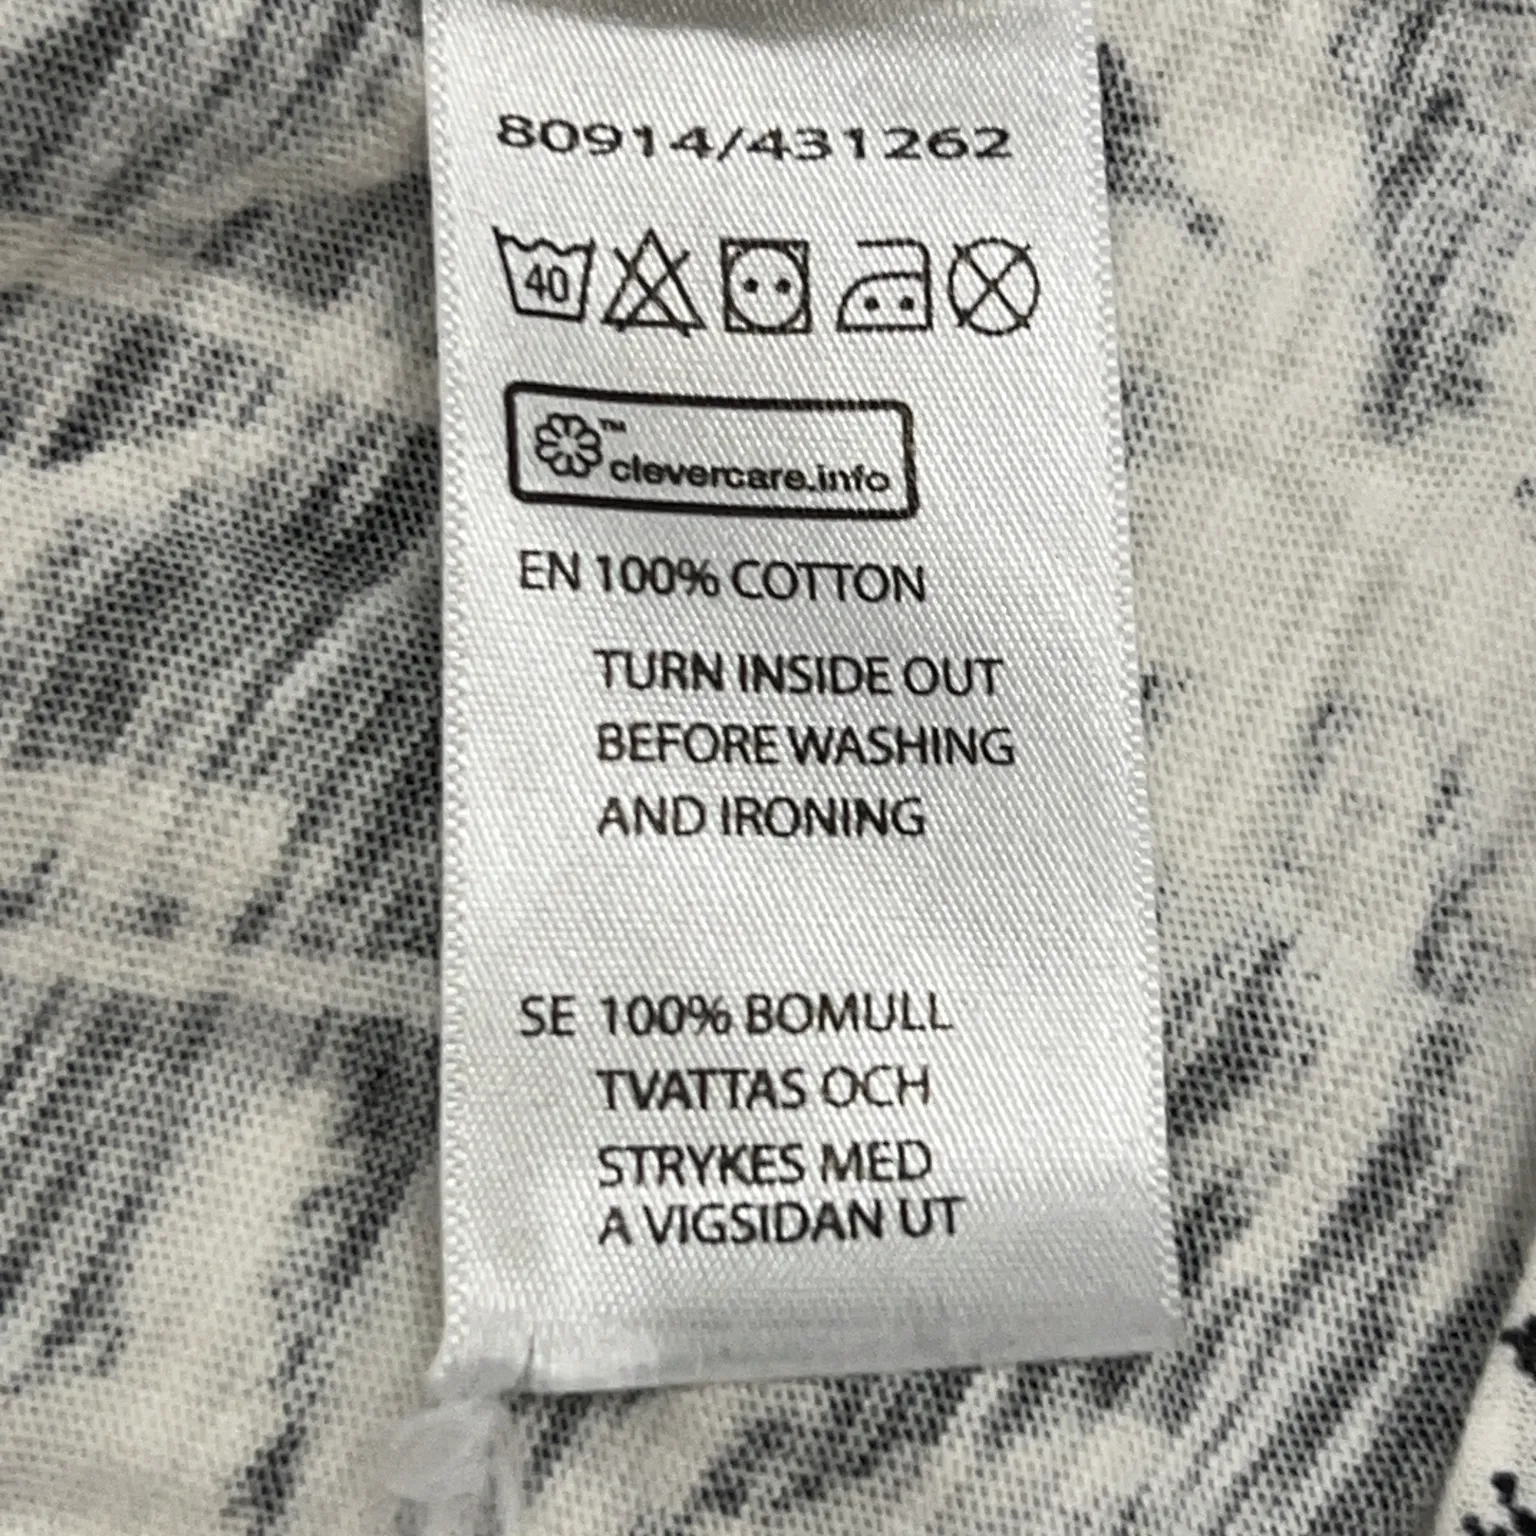 80914/431262
40
™
clevercare.info
EN 100% COTTON
TURN INSIDE OUT
BEFORE WASHING
AND IRONING
SE 100% BOMULL
TVATTAS OCH
STRYKES MED
A VIGSIDAN UT